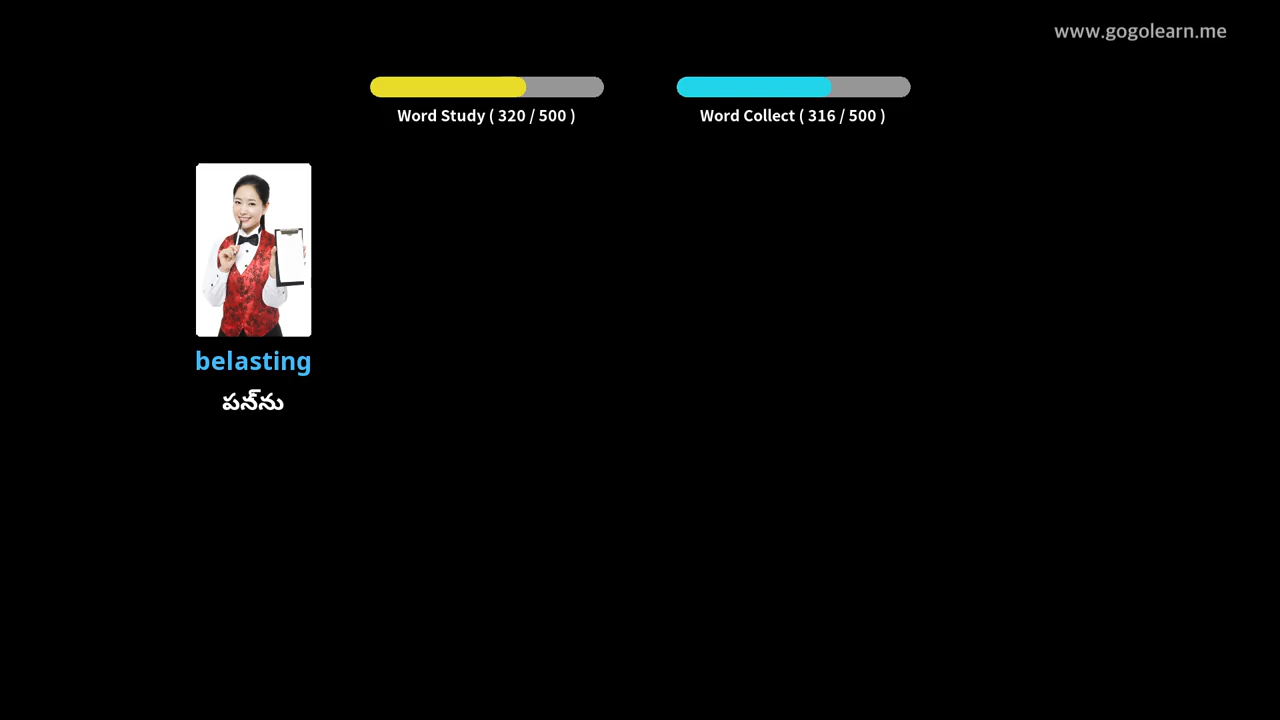 www.gogolearn.me
Word Study ( 320 / 500 )
Word Collect ( 316 / 500 )
belasting
పన్‌ను